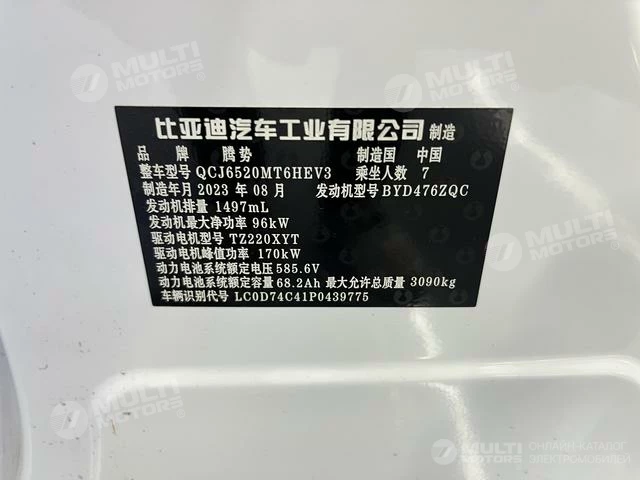 MULTI MOTORS®
MULTI MOTORS®
MULTI MOTORS®
比亚迪汽车工业有限公司 制造
品 牌 腾势 制造国 中国
整车型号 QCJ6520MT6HEV3 乘坐人数 7
制造年月 2023 年 08 月 发动机型号 BYD476ZQC
发动机排量 1497mL
发动机最大净功率 96kW
驱动电机型号 TZ220XYT
驱动电机峰值功率 170kW
动力电池系统额定电压 585.6V
动力电池系统额定容量 68.2Ah 最大允许总质量 3090kg
车辆识别代号 LC0D74C41P0439775
MULTI MOTORS®
MULTI MOTORS®
MULTI MOTORS®
ОНЛАЙН-КАТАЛОГ
ЭЛЕКТРОМОБИЛЕЙ